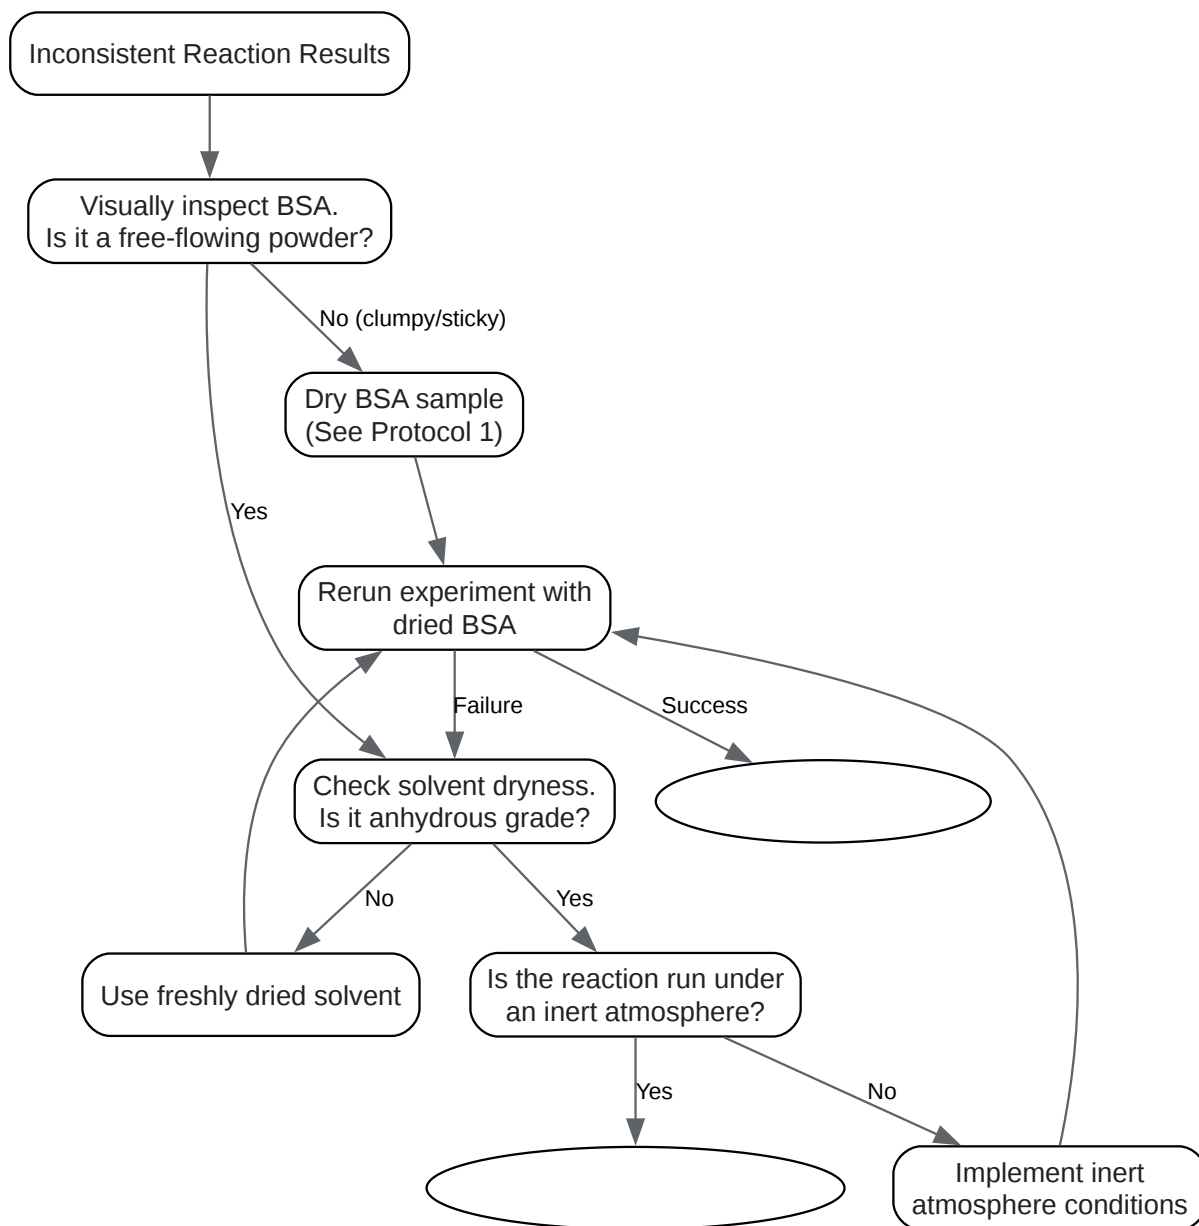 Inconsistent Reaction Results
Visually inspect BSA.
Is it a free-flowing powder?
No (clumpy/sticky)
Dry BSA sample
(See Protocol 1)
Yes
Rerun experiment with
dried BSA
Failure
Success
Check solvent dryness.
Is it anhydrous grade?
No
Yes
Use freshly dried solvent
Is the reaction run under
an inert atmosphere?
Yes
No
Implement inert
atmosphere conditions